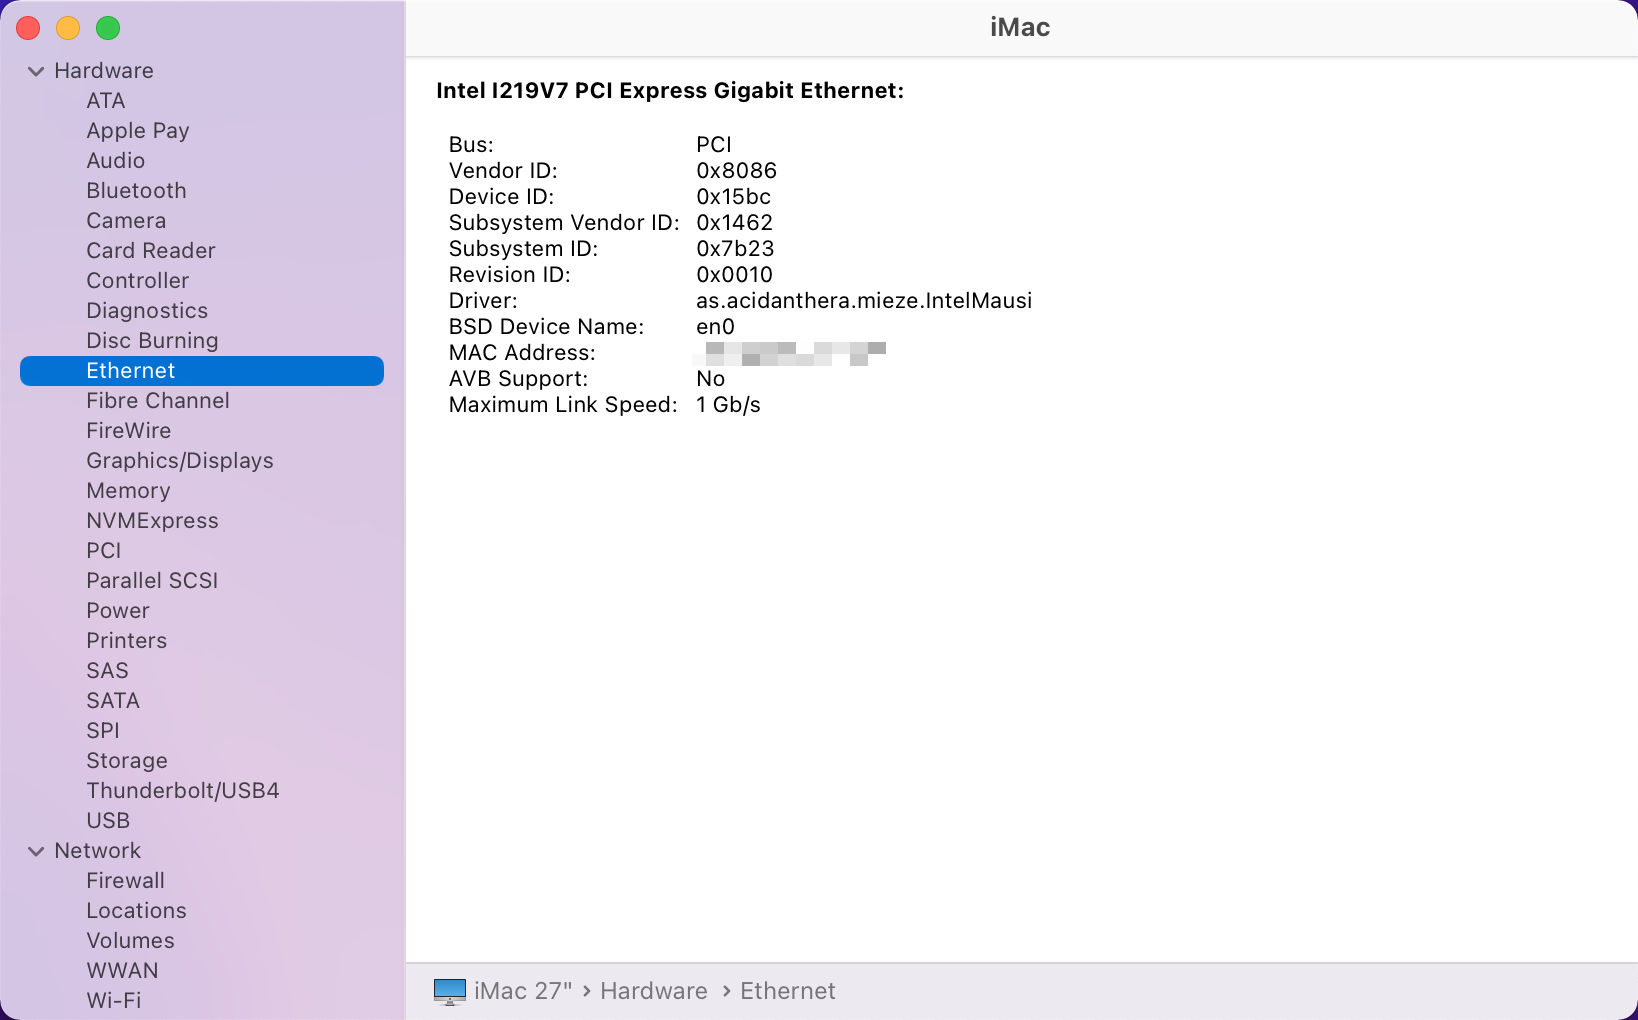 iMac
Hardware
ATA
Apple Pay
Audio
Bluetooth
Camera
Card Reader
Controller
Diagnostics
Disc Burning
Ethernet
Fibre Channel
FireWire
Graphics/Displays
Memory
NVMExpress
PCI
Parallel SCSI
Power
Printers
SAS
SATA
SPI
Storage
Thunderbolt/USB4
USB
Network
Firewall
Locations
Volumes
WWAN
Wi-Fi
Intel I219V7 PCI Express Gigabit Ethernet:
Bus: PCI
Vendor ID: 0x8086
Device ID: 0x15bc
Subsystem Vendor ID: 0x1462
Subsystem ID: 0x7b23
Revision ID: 0x0010
Driver: as.acidanthera.mieze.IntelMausi
BSD Device Name: en0
MAC Address:
AVB Support: No
Maximum Link Speed: 1 Gb/s
iMac 27" › Hardware › Ethernet